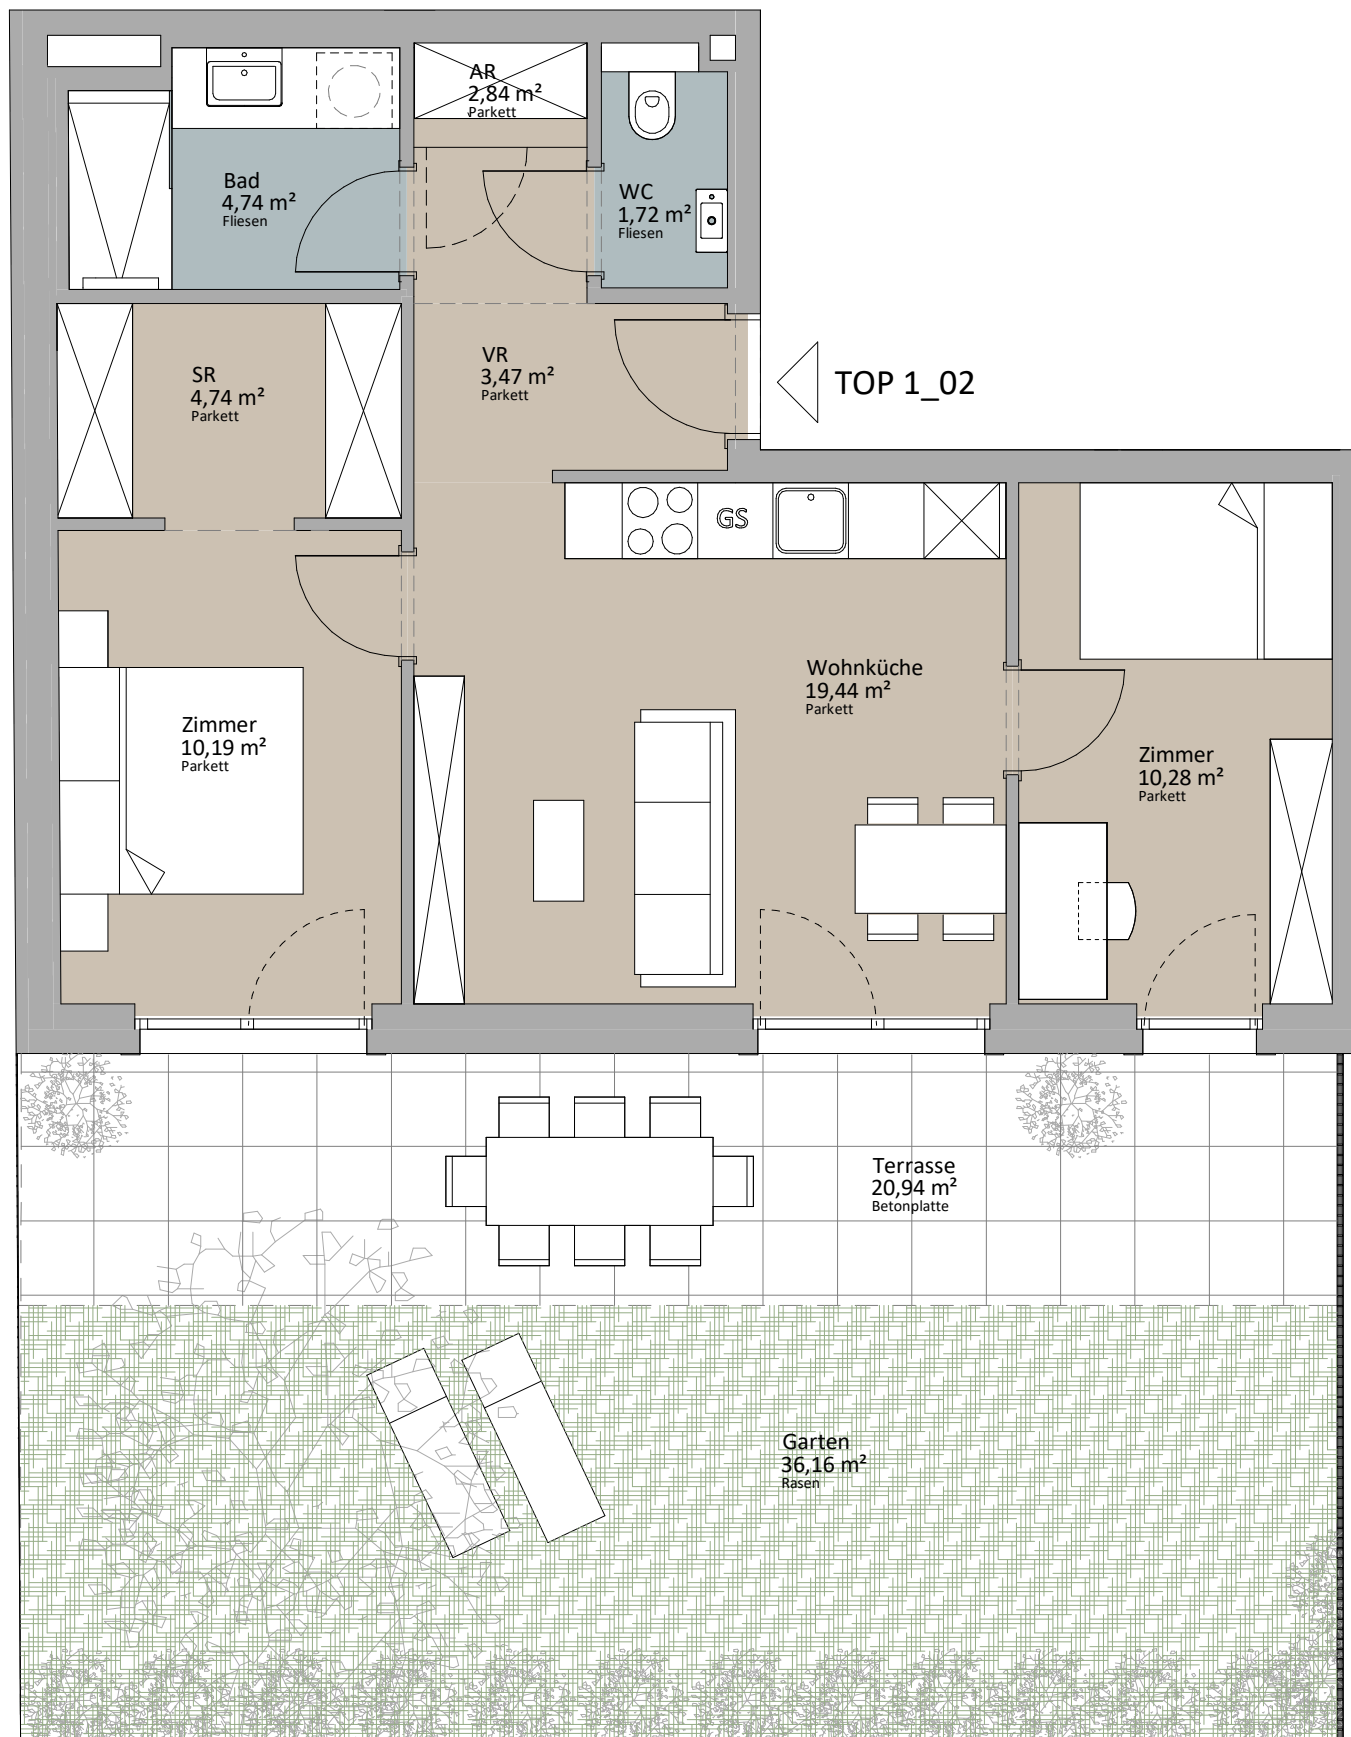 AR
2,84 m²
Parkett
Bad
4,74 m²
Fliesen
WC
1,72 m²
Fliesen
SR
4,74 m²
Parkett
VR
3,47 m²
Parkett
TOP 1_02
GS
Wohnküche
19,44 m²
Parkett
Zimmer
10,19 m²
Parkett
Zimmer
10,28 m²
Parkett
Terrasse
20,94 m²
Betonplatte
Garten
36,16 m²
Rasen